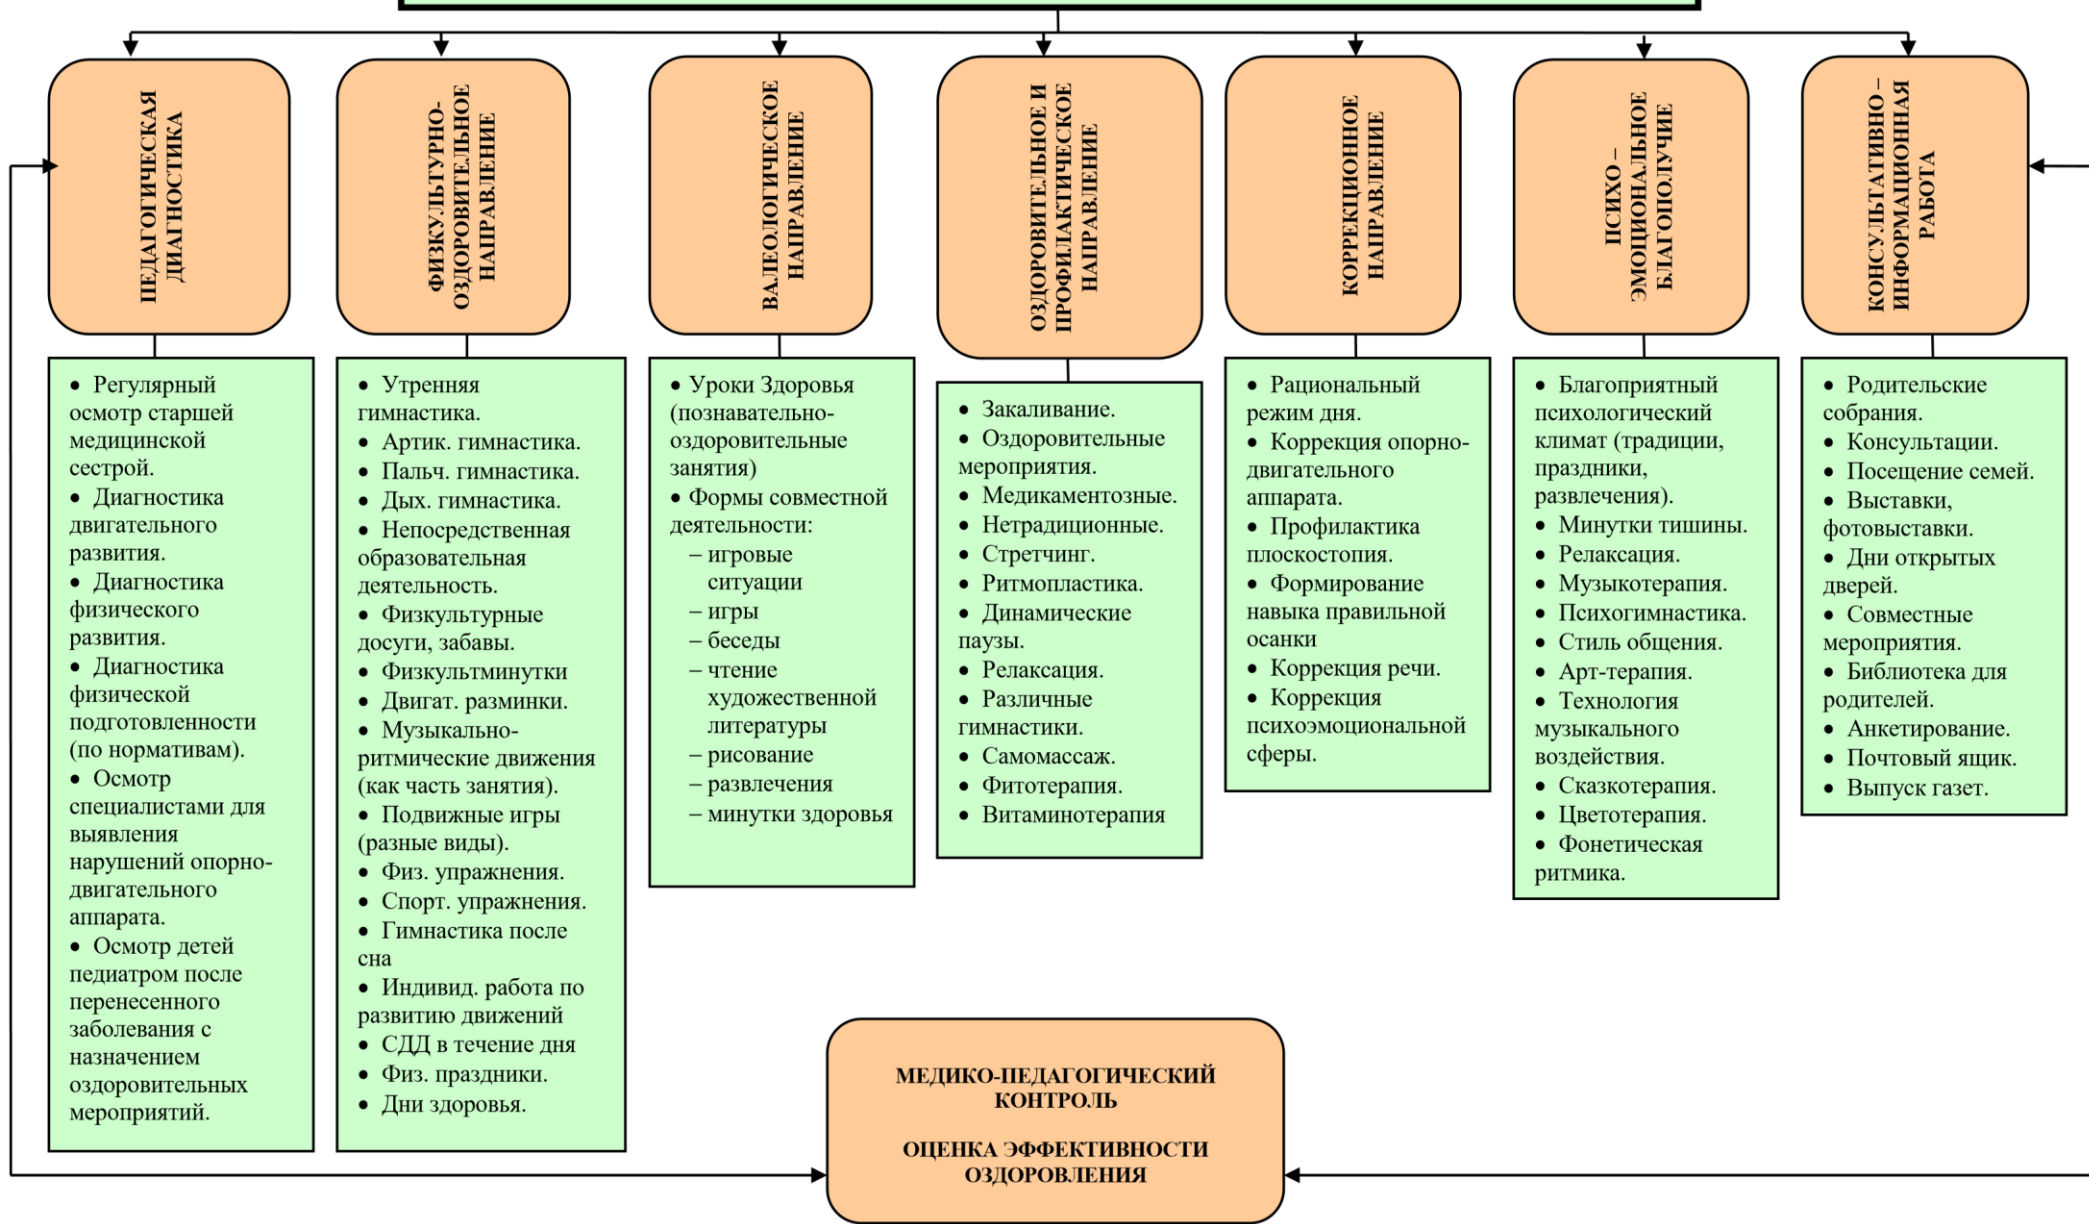 ПЕДАГОГИЧЕСКАЯ
ДИАГНОСТИКА
ФИЗКУЛЬТУРНО-
ОЗДОРОВИТЕЛЬНОЕ
НАПРАВЛЕНИЕ
ВАЛЕОЛОГИЧЕСКОЕ
НАПРАВЛЕНИЕ
ОЗДОРОВИТЕЛЬНОЕ И
ПРОФИЛАКТИЧЕСКОЕ
НАПРАВЛЕНИЕ
КОРРЕКЦИОННОЕ
НАПРАВЛЕНИЕ
ПСИХО –
ЭМОЦИОНАЛЬНОЕ
БЛАГОПОЛУЧИЕ
КОНСУЛЬТАТИВНО –
ИНФОРМАЦИОННАЯ
РАБОТА
• Регулярный
осмотр старшей
медицинской
сестрой.
• Диагностика
двигательного
развития.
• Диагностика
физического
развития.
• Диагностика
физической
подготовленности
(по нормативам).
• Осмотр
специалистами для
выявления
нарушений опорно-
двигательного
аппарата.
• Осмотр детей
педиатром после
перенесенного
заболевания с
назначением
оздоровительных
мероприятий.
• Утренняя
гимнастика.
• Артик. гимнастика.
• Пальч. гимнастика.
• Дых. гимнастика.
• Непосредственная
образовательная
деятельность.
• Физкультурные
досуги, забавы.
• Физкультминутки
• Двигат. разминки.
• Музыкально-
ритмические движения
(как часть занятия).
• Подвижные игры
(разные виды).
• Физ. упражнения.
• Спорт. упражнения.
• Гимнастика после
сна
• Индивид. работа по
развитию движений
• СДД в течение дня
• Физ. праздники.
• Дни здоровья.
• Уроки Здоровья
(познавательно-
оздоровительные
занятия)
• Формы совместной
деятельности:
– игровые
ситуации
– игры
– беседы
– чтение
художественной
литературы
– рисование
– развлечения
– минутки здоровья
• Закаливание.
• Оздоровительные
мероприятия.
• Медикаментозные.
• Нетрадиционные.
• Стретчинг.
• Ритмопластика.
• Динамические
паузы.
• Релаксация.
• Различные
гимнастики.
• Самомассаж.
• Фитотерапия.
• Витаминотерапия
• Рациональный
режим дня.
• Коррекция опорно-
двигательного
аппарата.
• Профилактика
плоскостопия.
• Формирование
навыка правильной
осанки
• Коррекция речи.
• Коррекция
психоэмоциональной
сферы.
• Благоприятный
психологический
климат (традиции,
праздники,
развлечения).
• Минутки тишины.
• Релаксация.
• Музыкотерапия.
• Психогимнастика.
• Стиль общения.
• Арт-терапия.
• Технология
музыкального
воздействия.
• Сказкотерапия.
• Цветотерапия.
• Фонетическая
ритмика.
• Родительские
собрания.
• Консультации.
• Посещение семей.
• Выставки,
фотовыставки.
• Дни открытых
дверей.
• Совместные
мероприятия.
• Библиотека для
родителей.
• Анкетирование.
• Почтовый ящик.
• Выпуск газет.
МЕДИКО-ПЕДАГОГИЧЕСКИЙ
КОНТРОЛЬ
ОЦЕНКА ЭФФЕКТИВНОСТИ
ОЗДОРОВЛЕНИЯ